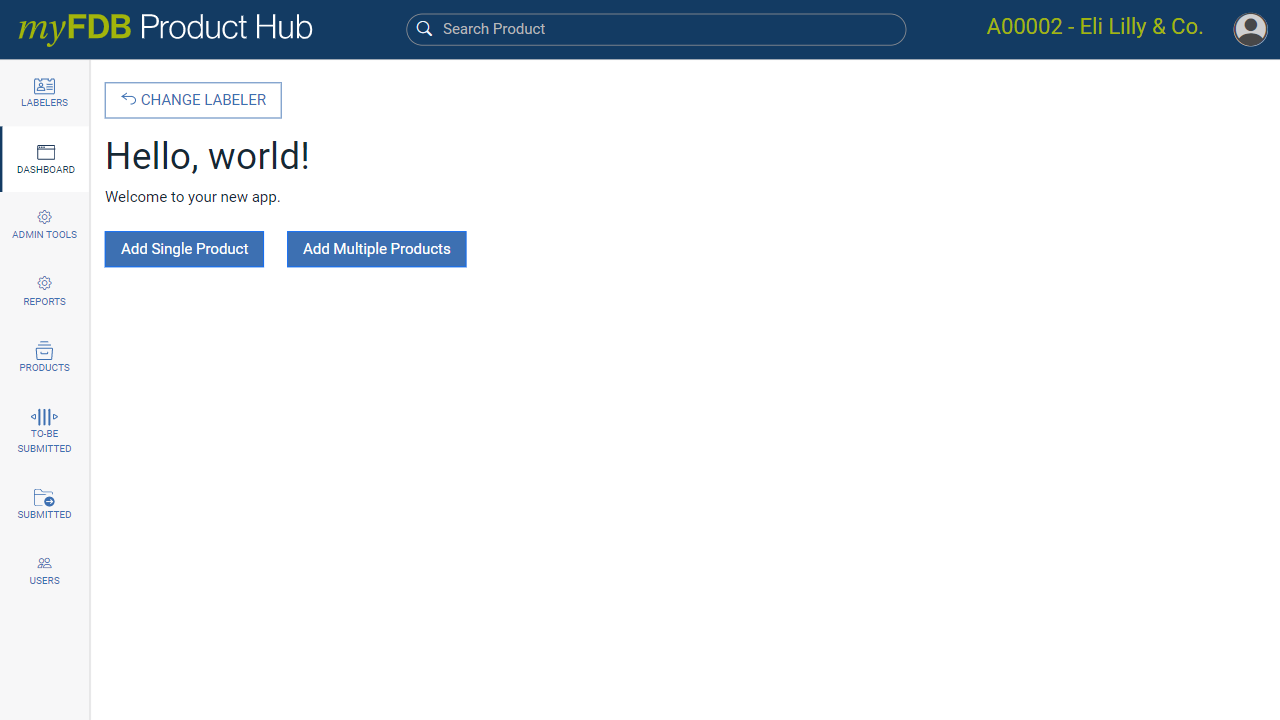 myFDB Product Hub
Search Product
A00002 - Eli Lilly & Co.
LABELERS
DASHBOARD
ADMIN TOOLS
REPORTS
PRODUCTS
TO-BE
SUBMITTED
SUBMITTED
USERS
CHANGE LABELER
Hello, world!
Welcome to your new app.
Add Single Product
Add Multiple Products